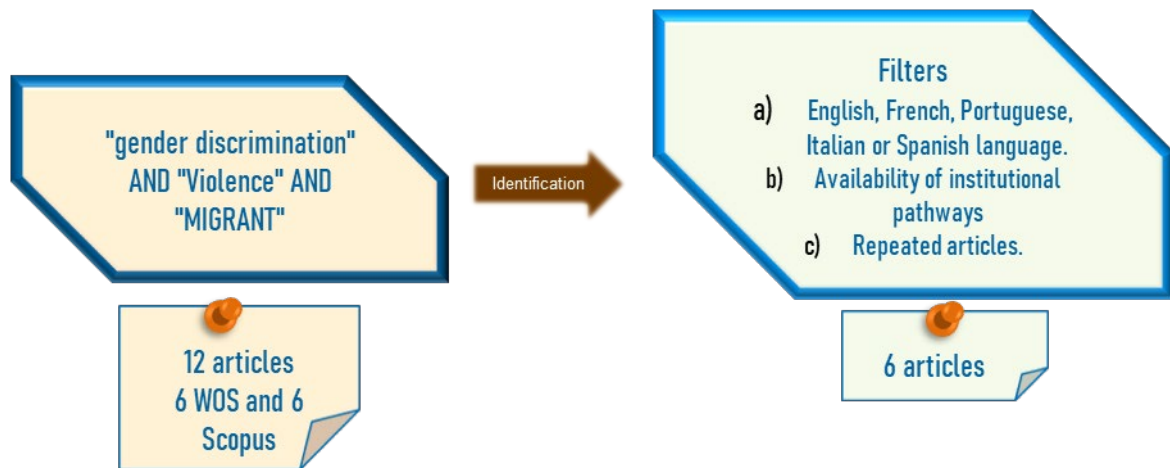 "gender discrimination"
AND "Violence" AND
"MIGRANT"
12 articles
6 WOS and 6
Scopus
Identification
Filters
a) English, French, Portuguese,
Italian or Spanish language.
b) Availability of institutional
pathways
c) Repeated articles.
6 articles